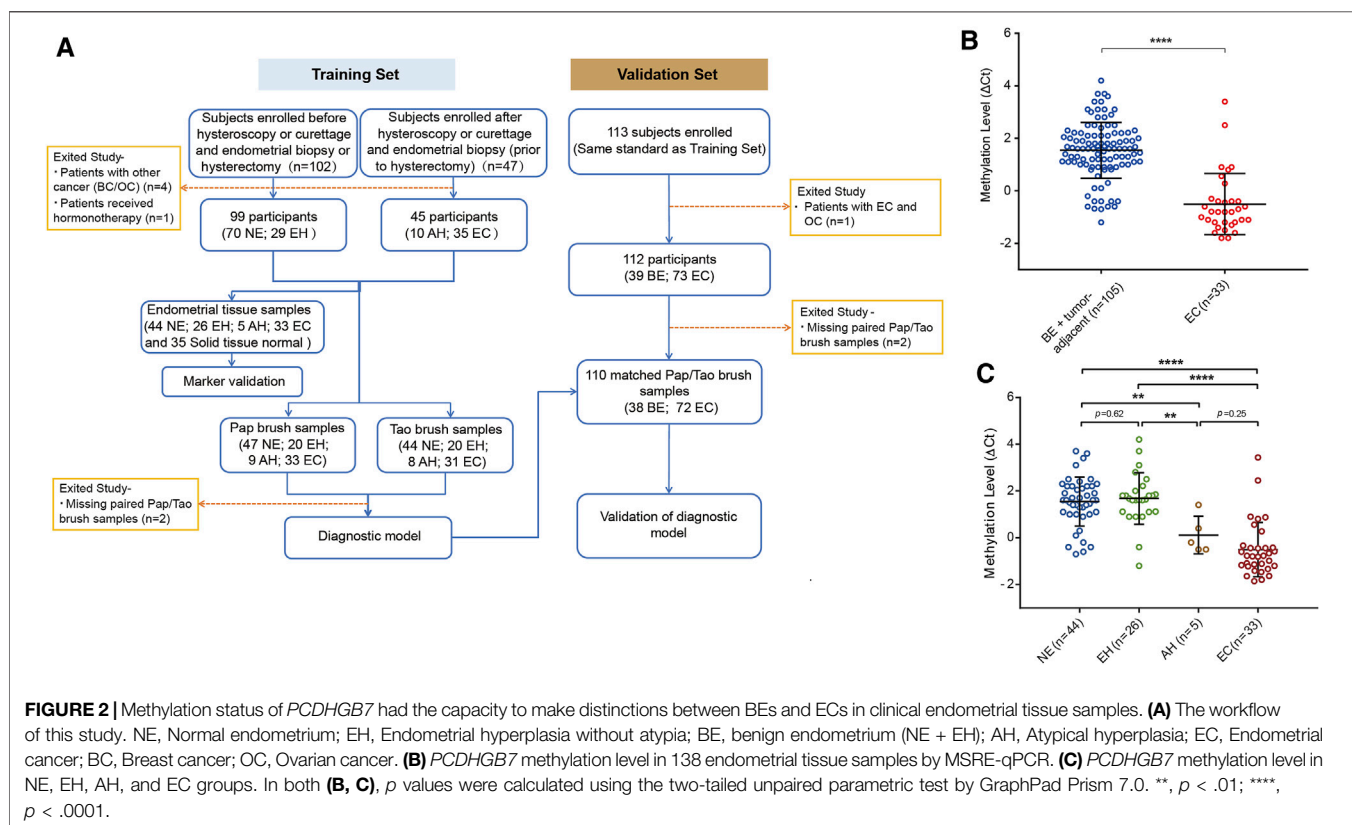 A
Training Set
Validation Set
Subjects enrolled before
hysteroscopy or curettage
and endometrial biopsy or
hysterectomy (n=102)
Subjects enrolled after
hysteroscopy or curettage
and endometrial biopsy (prior
to hysterectomy) (n=47)
113 subjects enrolled
(Same standard as Training Set)
Exited Study-
・Patients with other
cancer (BC/OC) (n=4)
・Patients received
hormonotherapy (n=1)
Exited Study
・Patients with EC and
OC (n=1)
99 participants
(70 NE; 29 EH )
45 participants
(10 AH; 35 EC)
112 participants
(39 BE; 73 EC)
Endometrial tissue samples
(44 NE; 26 EH; 5 AH; 33 EC
and 35 Solid tissue normal )
Exited Study -
・Missing paired Pap/Tao
brush samples (n=2)
Marker validation
110 matched Pap/Tao brush
samples
(38 BE; 72 EC)
Pap brush samples
(47 NE; 20 EH;
9 AH; 33 EC)
Tao brush samples
(44 NE; 20 EH;
8 AH; 31 EC)
Exited Study-
・Missing paired Pap/Tao
brush samples (n=2)
Diagnostic model
Validation of diagnostic
model
B
****
Methylation Level (ΔCt)
6
4
2
0
-2
BE + tumor-
adjacent (n=105)
EC (n=33)
C
****
****
**
p=0.62
**
p=0.25
Methylation Level (ΔCt)
6
4
2
0
-2
NE (n=44)
EH (n=26)
AH (n=5)
EC (n=33)
FIGURE 2 | Methylation status of PCDHGB7 had the capacity to make distinctions between BEs and ECs in clinical endometrial tissue samples. (A) The workflow
of this study. NE, Normal endometrium; EH, Endometrial hyperplasia without atypia; BE, benign endometrium (NE + EH); AH, Atypical hyperplasia; EC, Endometrial
cancer; BC, Breast cancer; OC, Ovarian cancer. (B) PCDHGB7 methylation level in 138 endometrial tissue samples by MSRE-qPCR. (C) PCDHGB7 methylation level in
NE, EH, AH, and EC groups. In both (B, C), p values were calculated using the two-tailed unpaired parametric test by GraphPad Prism 7.0. **, p < .01; ****,
p < .0001.